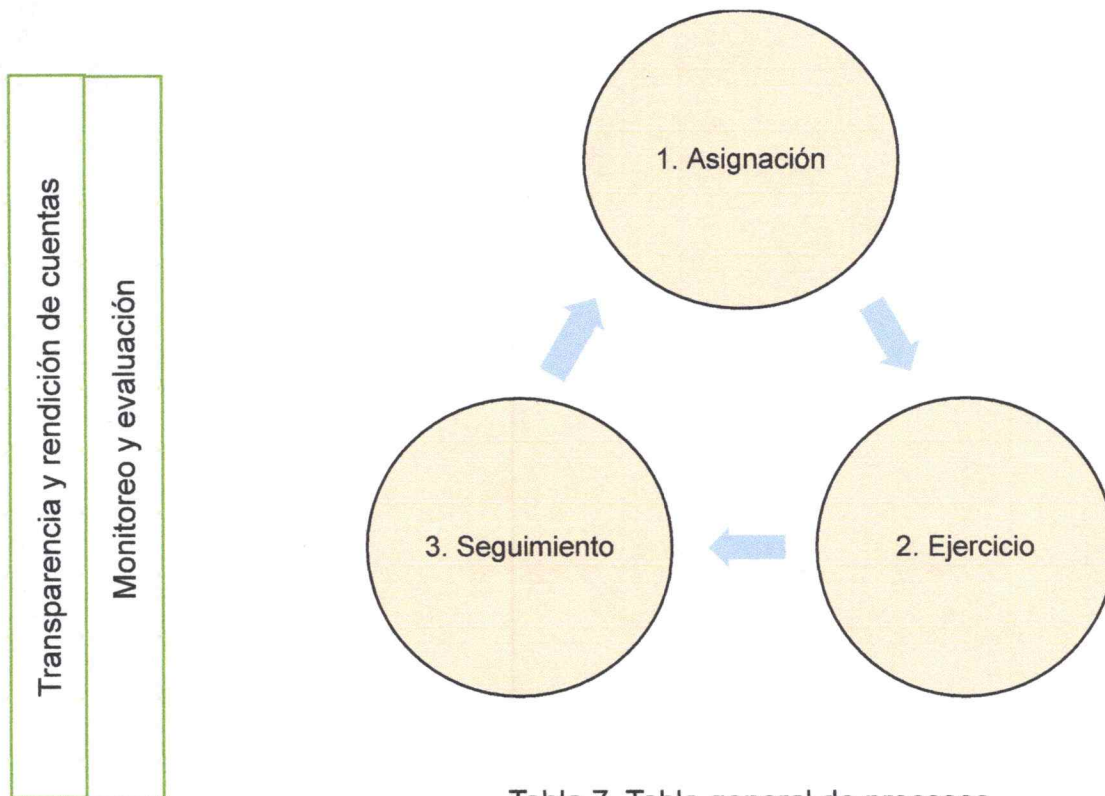 Transparencia y rendición de cuentas
Monitoreo y evaluación
1. Asignación
3. Seguimiento
2. Ejercicio
Tabla 7. Tabla general de procesos